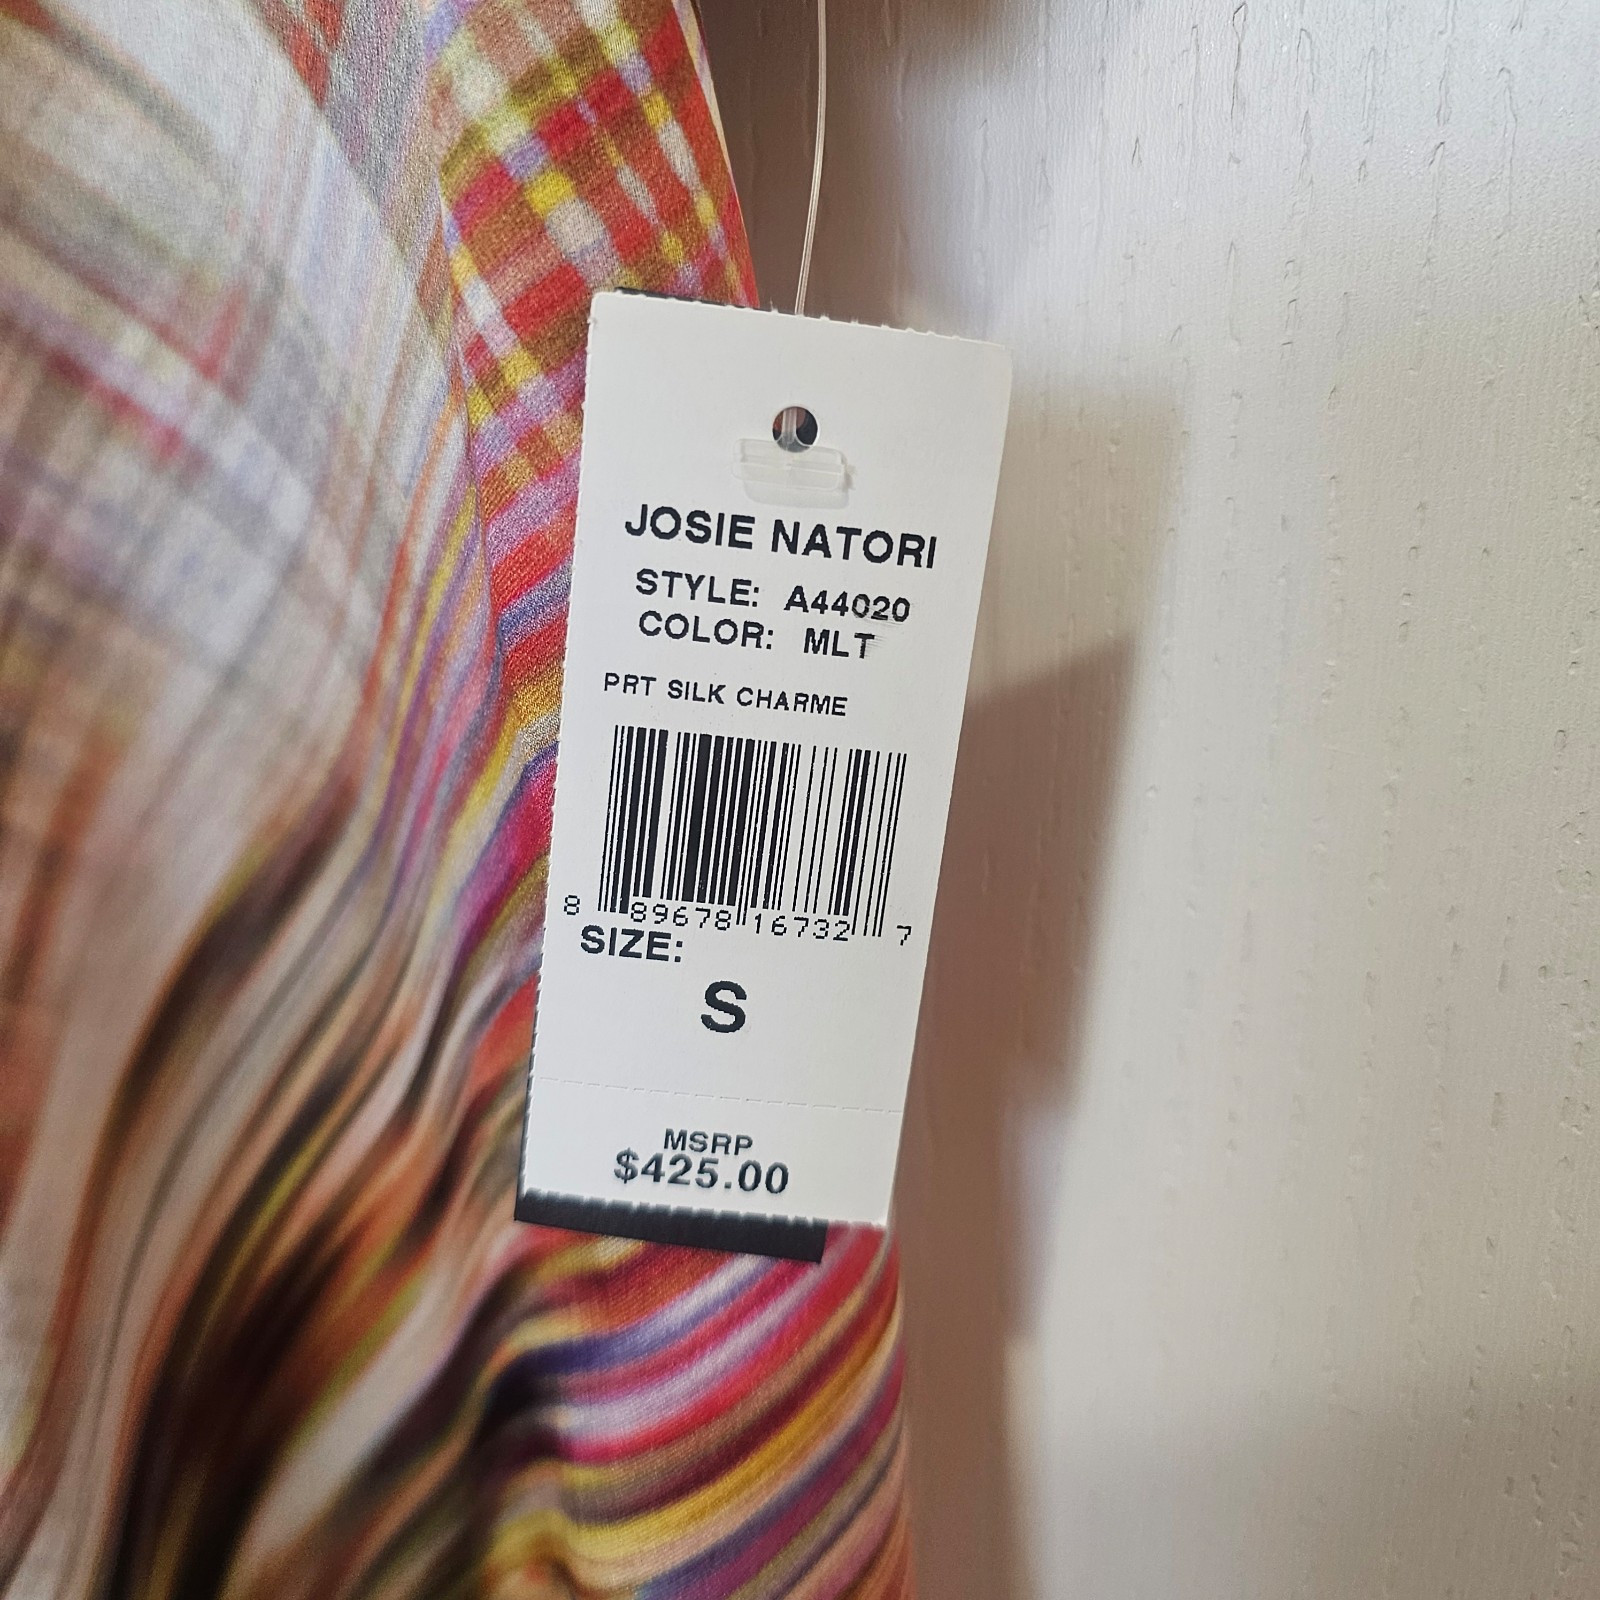 JOSIE NATORI
STYLE: A44020
COLOR: MLT
PRT SILK CHARME
8 89678 16732 7
SIZE:
S
MSRP
$425.00